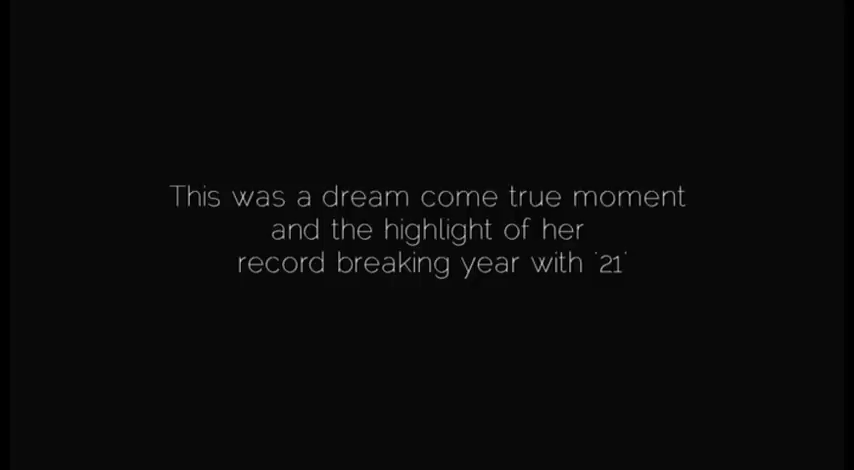 This was a dream come true moment
and the highlight of her
record breaking year with '21'